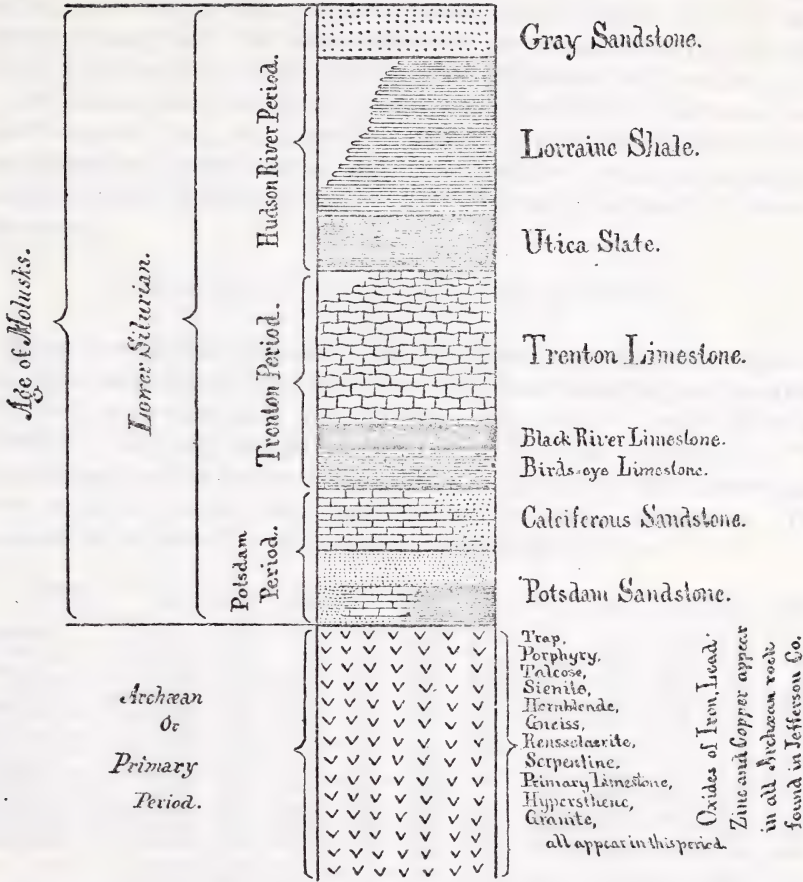 Age of Molusks.
Lower Silurian.
Hudson River Period.
Gray Sandstone.
Lorraine Shale.
Utica Slate.
Trenton Period.
Trenton Limestone.
Black River Limestone.
Birds-eye Limestone.
Potsdam
Period.
Calciferous Sandstone.
Potsdam Sandstone.
Archæan
Or
Primary
Period.
Trap,
Porphyry,
Talcose,
Sienite,
Hornblende,
Gneiss,
Rensselaerite,
Serpentine,
Primary Limestone,
Hypersthene,
Granite,
all appear in this period.
Oxides of Iron, Lead.
Zinc and Copper appear
in all Archæan rock
found in Jefferson Co.